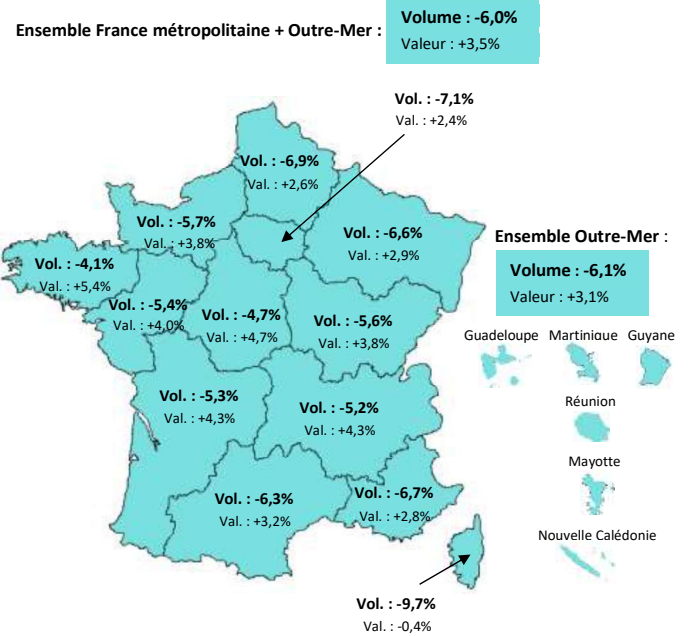 Ensemble France métropolitaine + Outre-Mer :
Volume : -6,0%
Valeur : +3,5%
Vol. : -7,1%
Val. : +2,4%
Vol. : -6,9%
Val. : +2,6%
Vol. : -5,7%
Val. : +3,8%
Vol. : -6,6%
Val. : +2,9%
Vol. : -4,1%
Val. : +5,4%
Vol. : -5,4%
Val. : +4,0%
Vol. : -4,7%
Val. : +4,7%
Vol. : -5,6%
Val. : +3,8%
Vol. : -5,3%
Val. : +4,3%
Vol. : -5,2%
Val. : +4,3%
Vol. : -6,3%
Val. : +3,2%
Vol. : -6,7%
Val. : +2,8%
Vol. : -9,7%
Val. : -0,4%
Ensemble Outre-Mer :
Volume : -6,1%
Valeur : +3,1%
Guadeloupe Martinique Guyane
Réunion
Mayotte
Nouvelle Calédonie